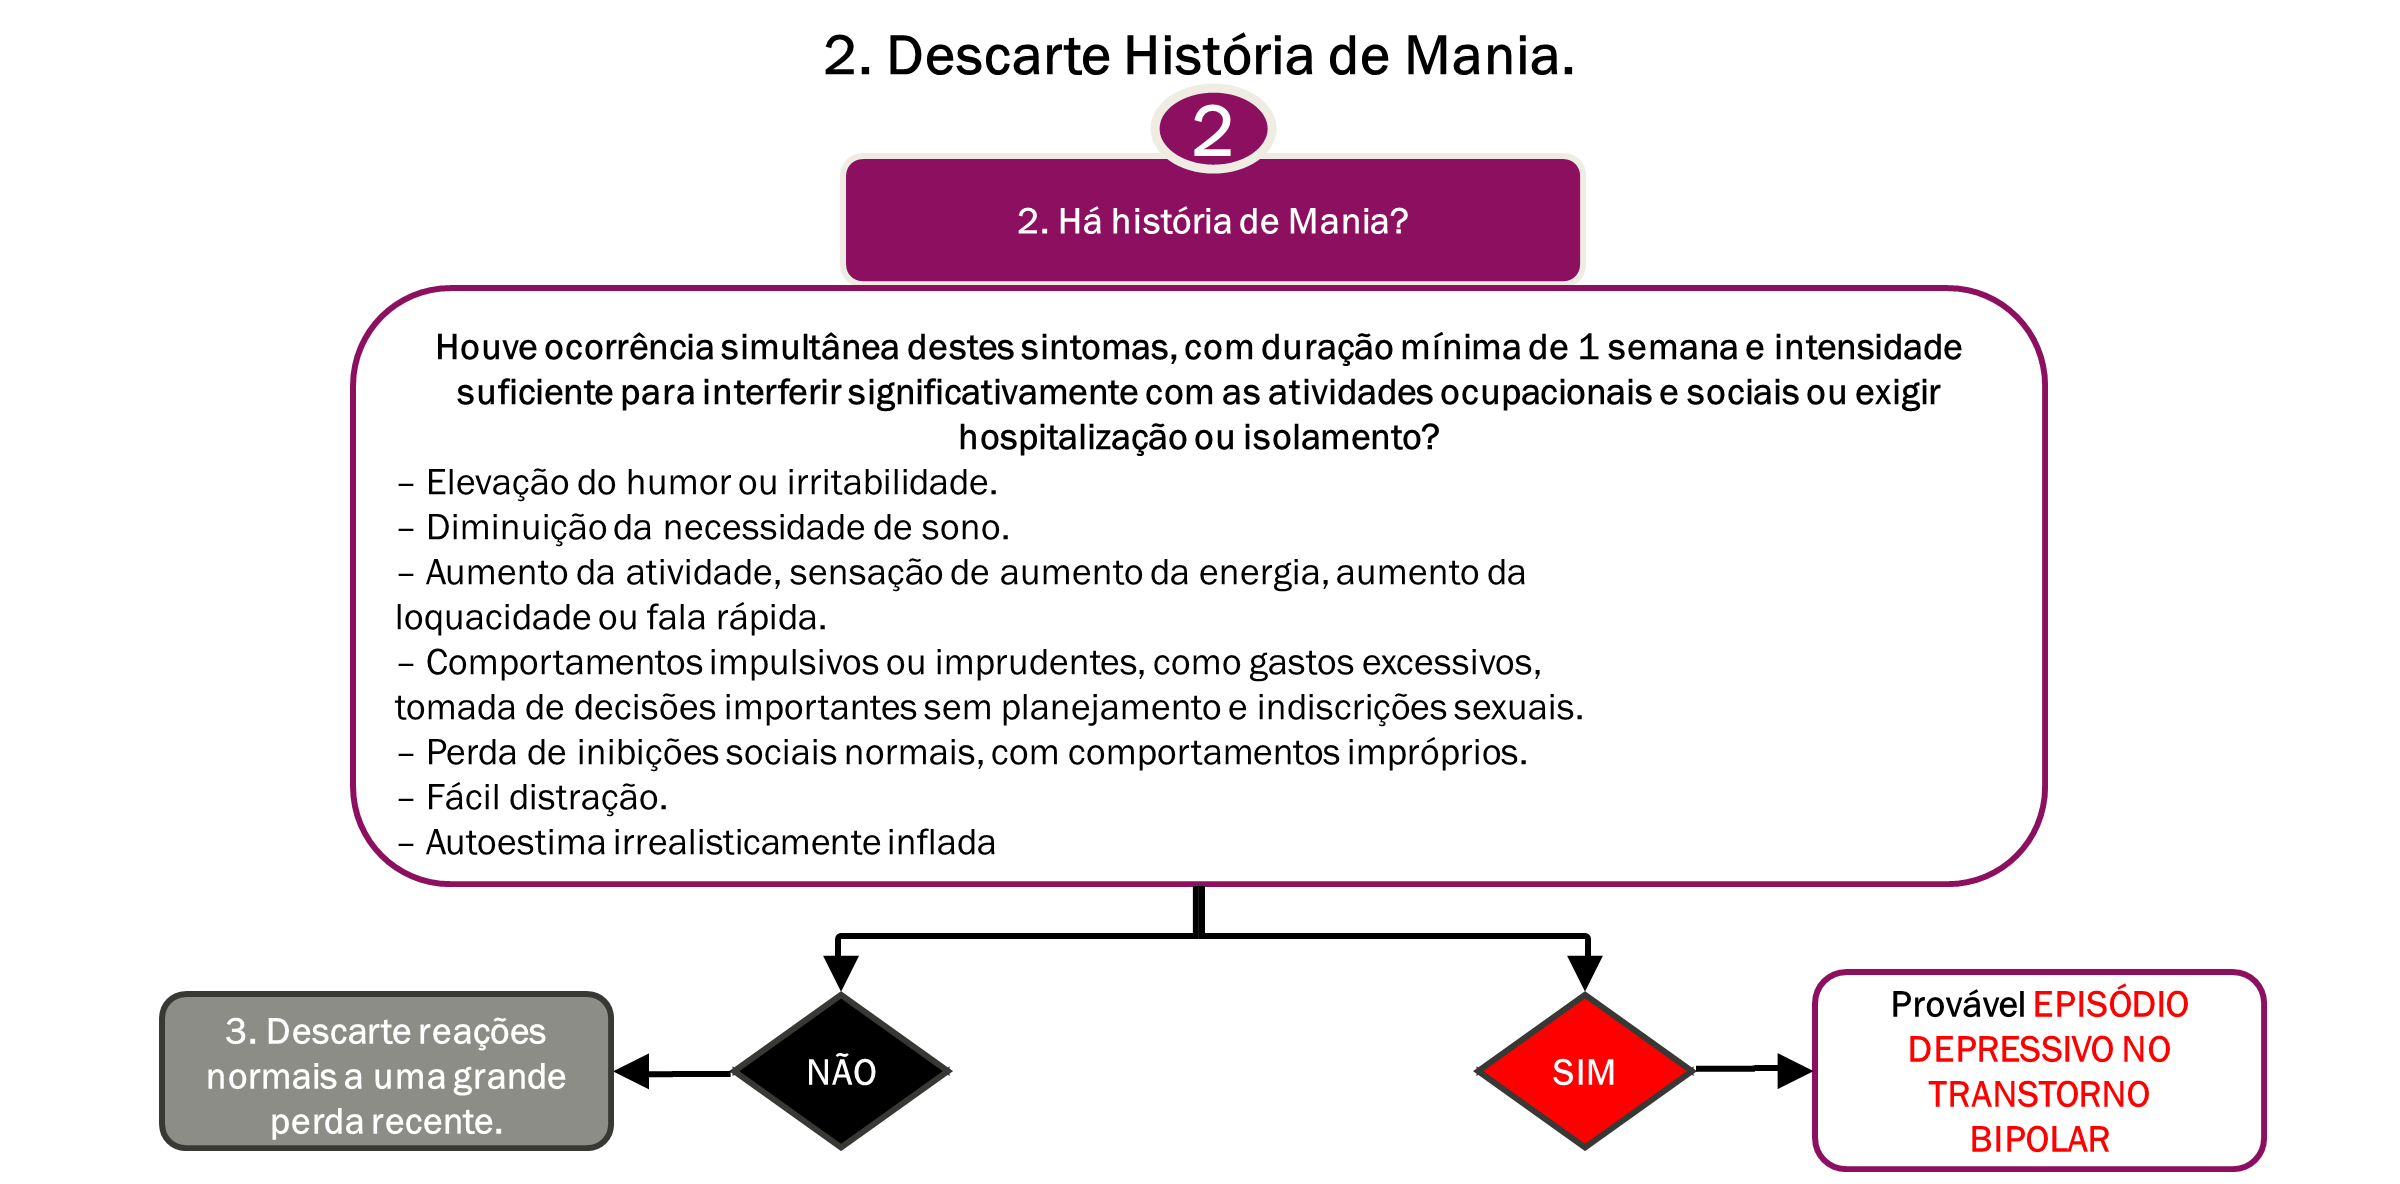 2. Descarte História de Mania.
2
2. Há história de Mania?
Houve ocorrência simultânea destes sintomas, com duração mínima de 1 semana e intensidade
suficiente para interferir significativamente com as atividades ocupacionais e sociais ou exigir
hospitalização ou isolamento?
– Elevação do humor ou irritabilidade.
– Diminuição da necessidade de sono.
– Aumento da atividade, sensação de aumento da energia, aumento da
loquacidade ou fala rápida.
– Comportamentos impulsivos ou imprudentes, como gastos excessivos,
tomada de decisões importantes sem planejamento e indiscrições sexuais.
– Perda de inibições sociais normais, com comportamentos impróprios.
– Fácil distração.
– Autoestima irrealisticamente inflada
3. Descarte reações
normais a uma grande
perda recente.
NÃO
SIM
Provável EPISÓDIO
DEPRESSIVO NO
TRANSTORNO
BIPOLAR